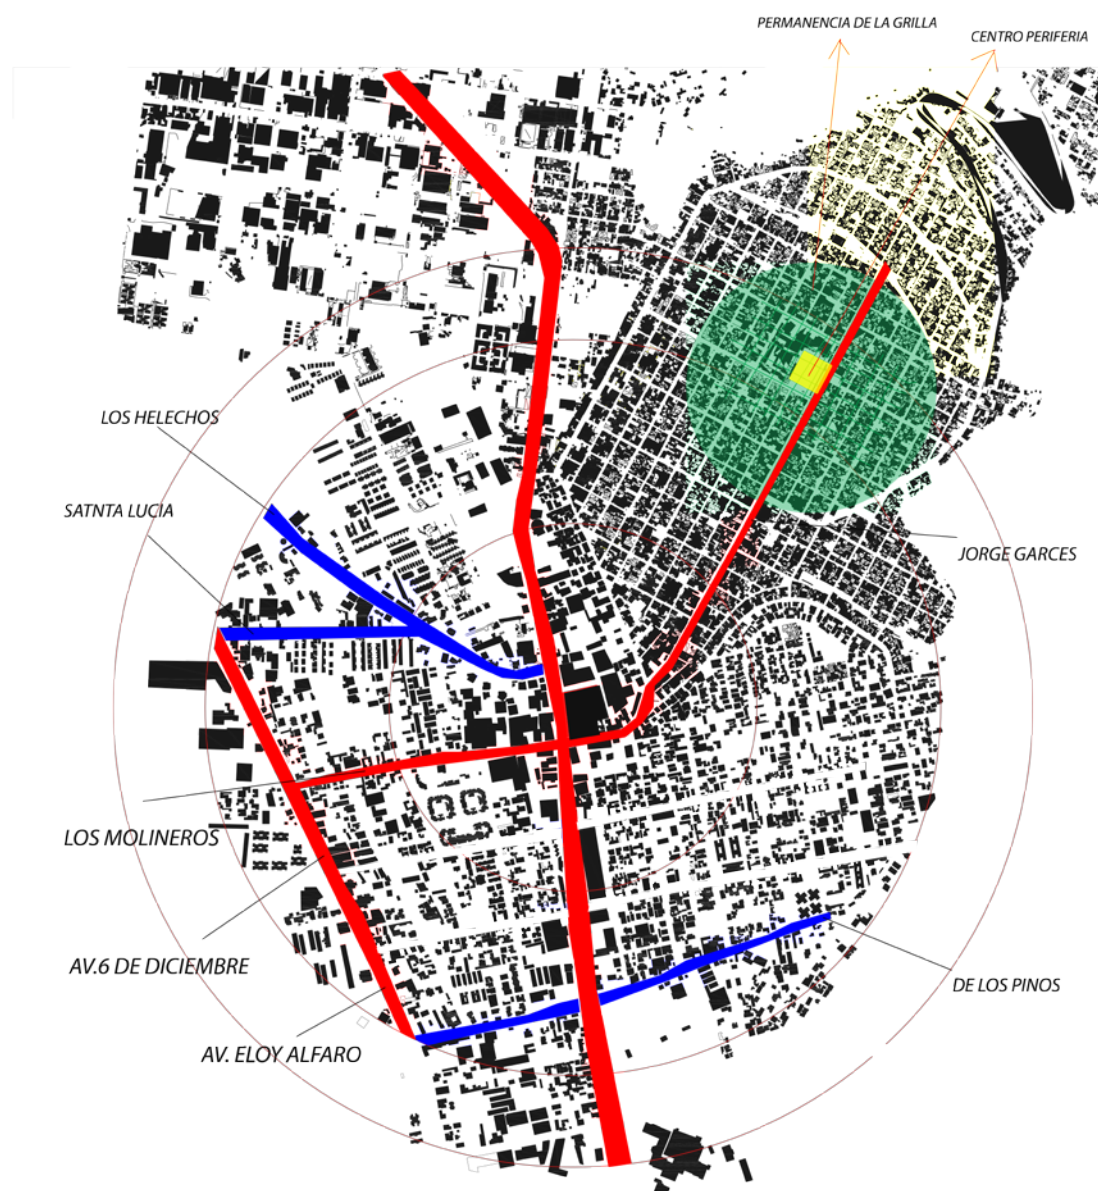 PERMANENCIA DE LA GRILLA
CENTRO PERIFERIA
LOS HELECHOS
SATNTA LUCIA
JORGE GARCES
LOS MOLINEROS
AV.6 DE DICIEMBRE
DE LOS PINOS
AV. ELOY ALFARO